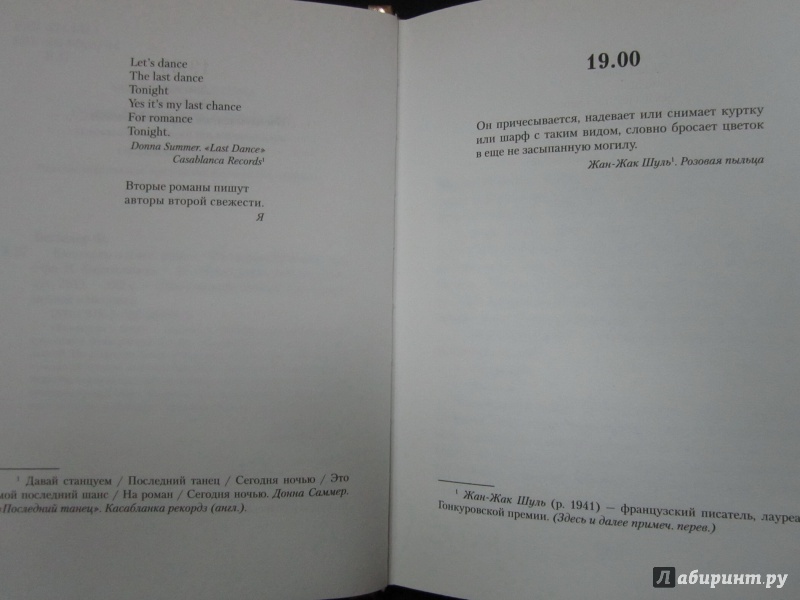 Let's dance
The last dance
Tonight
Yes it's my last chance
For romance
Tonight.
Donna Summer. «Last Dance»
Casablanca Records¹
Вторые романы пишут
авторы второй свежести.
Я
¹ Давай станцуем / Последний танец / Сегодня ночью / Это
мой последний шанс / На роман / Сегодня ночью. Донна Саммер.
«Последний танец». Касабланка рекордз (англ.).
19.00
Он причесывается, надевает или снимает куртку
или шарф с таким видом, словно бросает цветок
в еще не засыпанную могилу.
Жан-Жак Шуль¹. Розовая пыльца
¹ Жан-Жак Шуль (р. 1941) — французский писатель, лауреа
Гонкуровской премии. (Здесь и далее примеч. перев.)
Лабиринт.ру